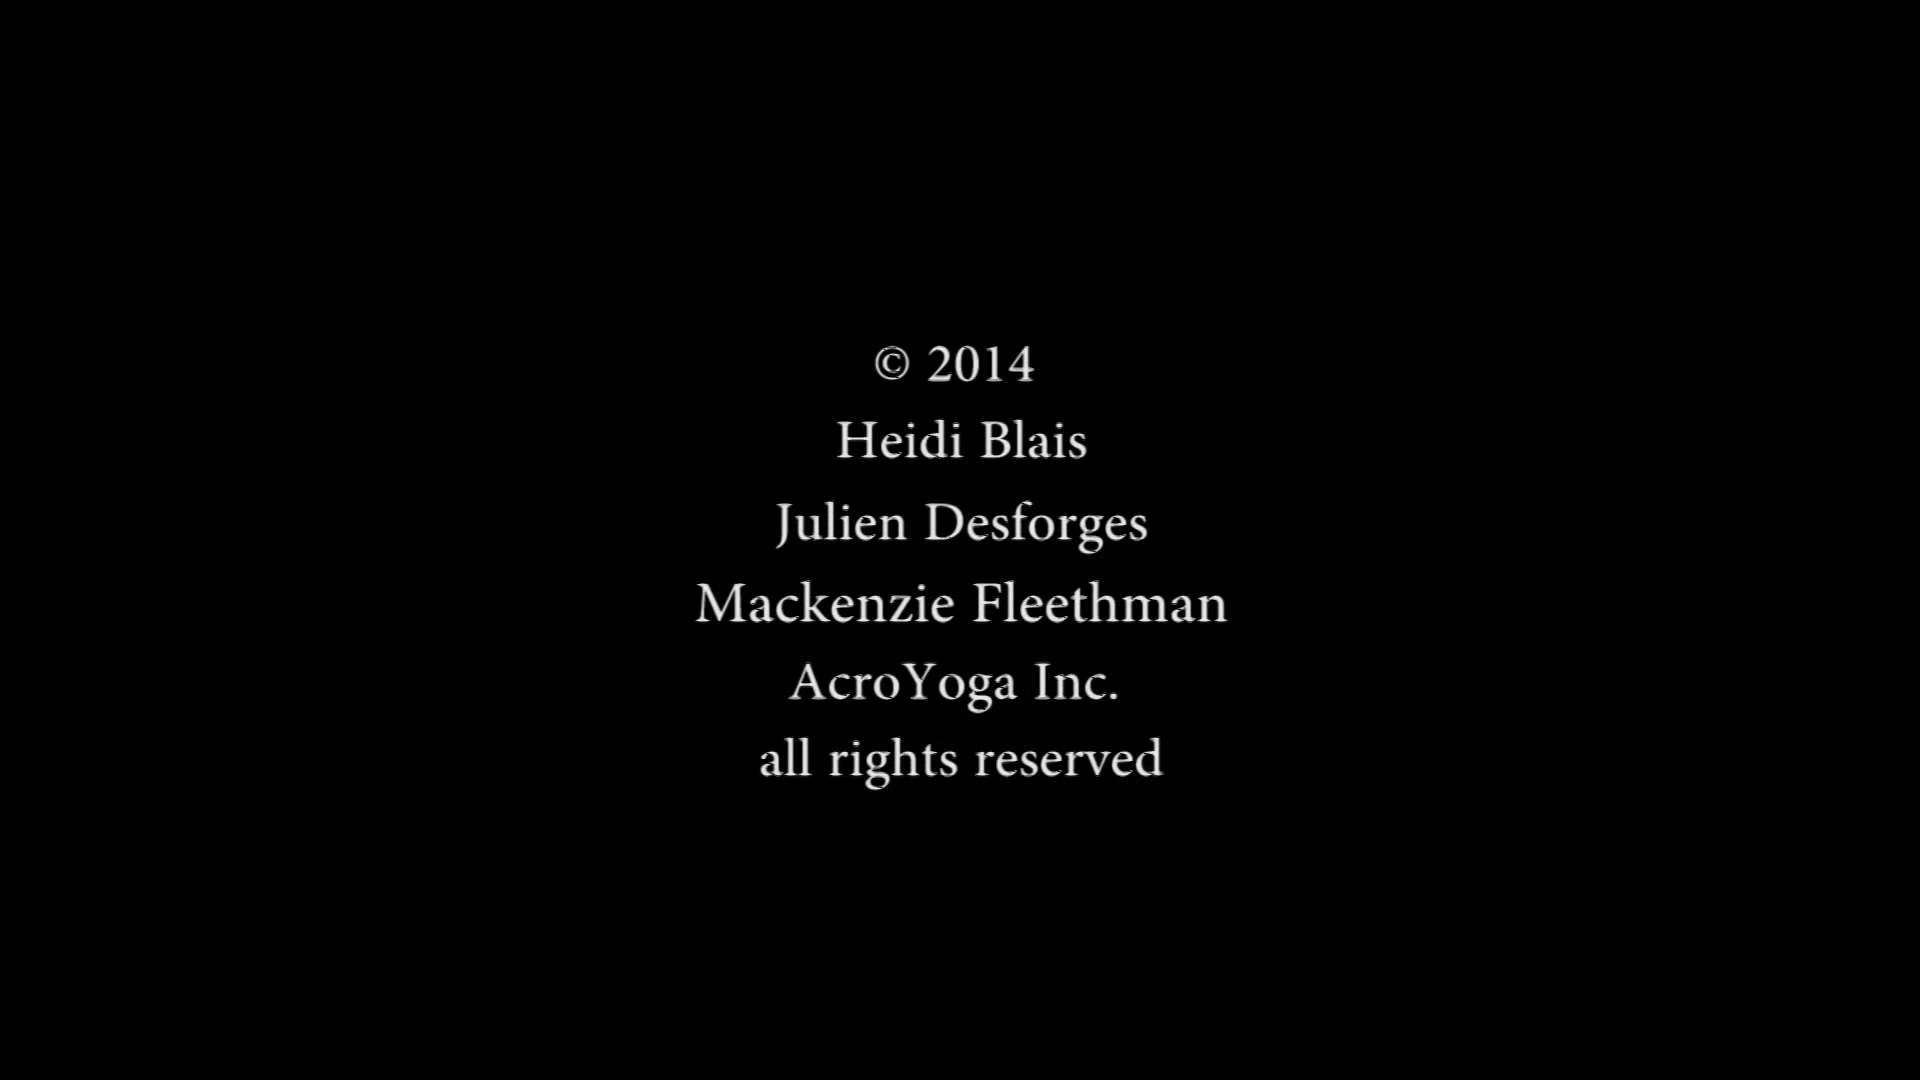 © 2014
Heidi Blais
Julien Desforges
Mackenzie Fleethman
AcroYoga Inc.
all rights reserved